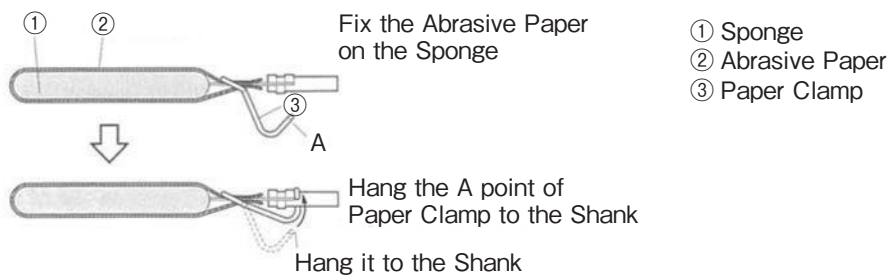 ① ②
Fix the Abrasive Paper
on the Sponge
③
A
① Sponge
② Abrasive Paper
③ Paper Clamp
Hang the A point of
Paper Clamp to the Shank
Hang it to the Shank